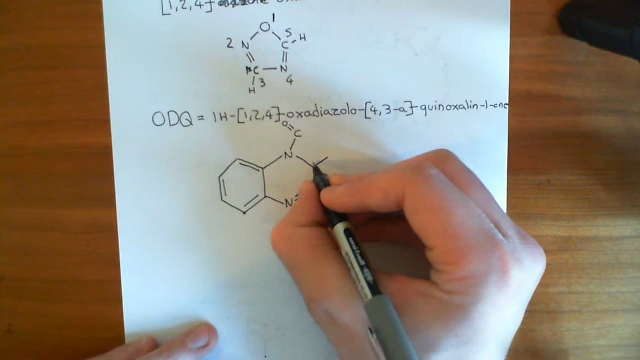 [1,2,4]-
O 1
2 N C 5 H
C N
H 3 4
ODQ = 1H-[1,2,4]-oxadiazolo-[4,3-a]-quinoxalin-1-one
O C
N
N